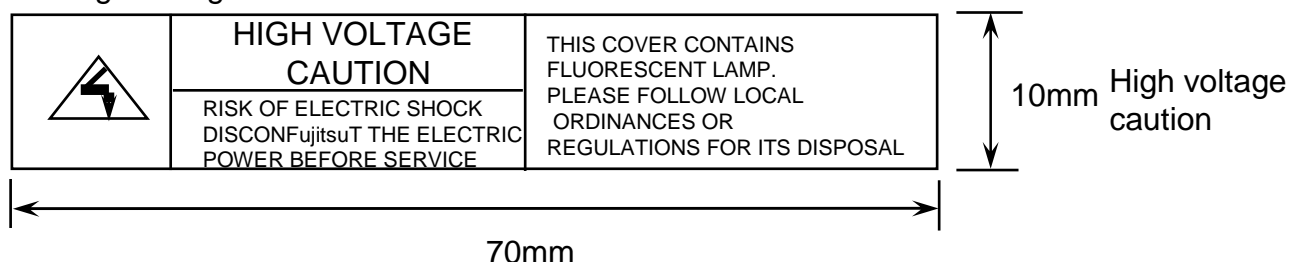 HIGH VOLTAGE
CAUTION
RISK OF ELECTRIC SHOCK
DISCONFujitsuT THE ELECTRIC
POWER BEFORE SERVICE
THIS COVER CONTAINS
FLUORESCENT LAMP.
PLEASE FOLLOW LOCAL
ORDINANCES OR
REGULATIONS FOR ITS DISPOSAL
10mm
High voltage
caution
70mm